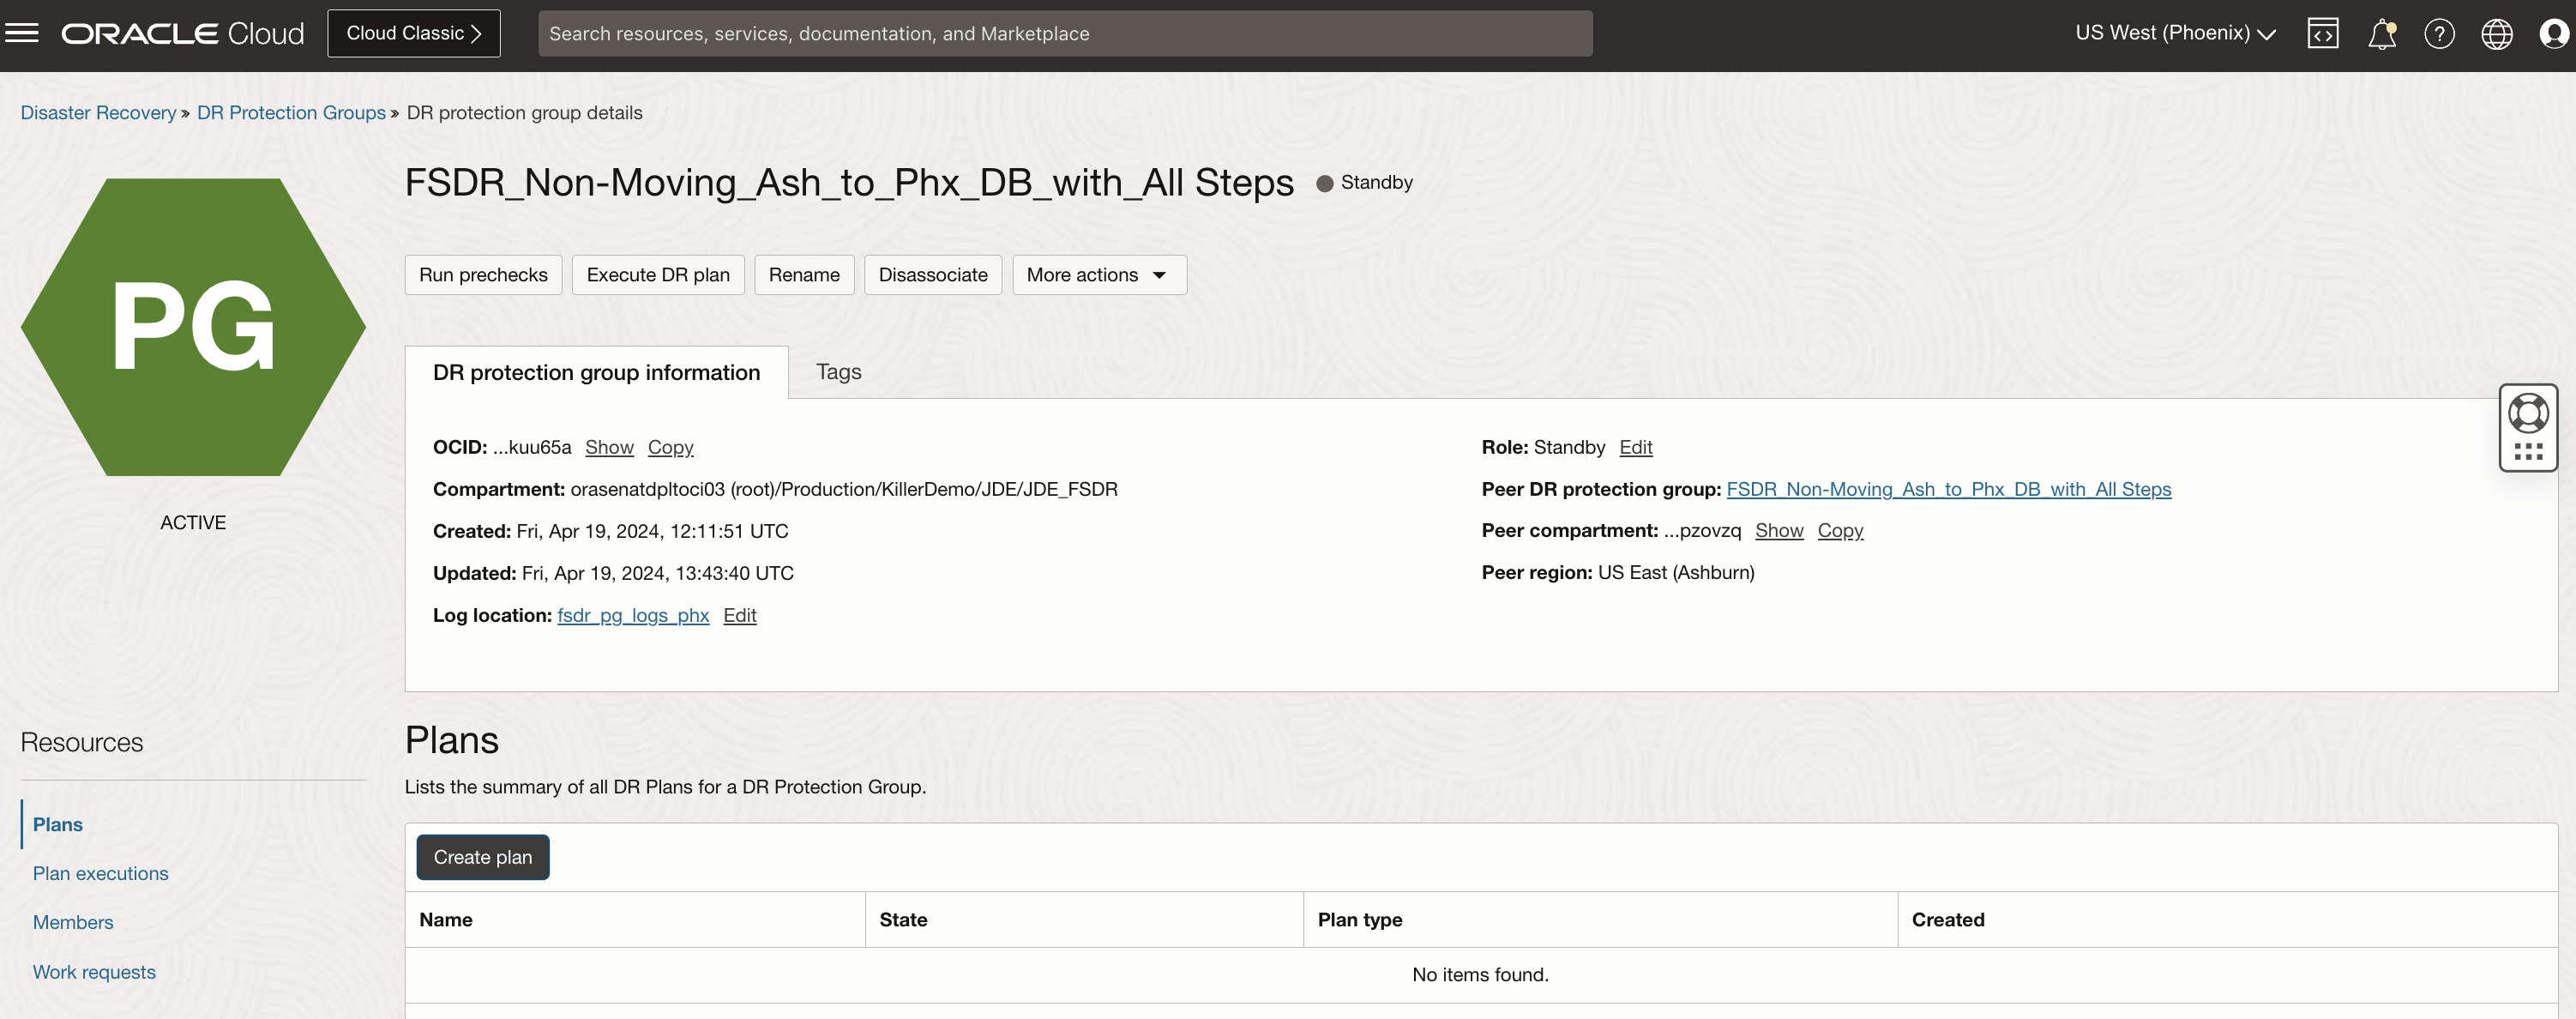 ORACLE Cloud
Cloud Classic
Search resources, services, documentation, and Marketplace
US West (Phoenix)
Disaster Recovery » DR Protection Groups » DR protection group details
PG
ACTIVE
FSDR_Non-Moving_Ash_to_Phx_DB_with_All Steps
Standby
Run prechecks
Execute DR plan
Rename
Disassociate
More actions
DR protection group information
Tags
OCID: ...kuu65a Show Copy
Compartment: orasenatdpltoci03 (root)/Production/KillerDemo/JDE/JDE_FSDR
Created: Fri, Apr 19, 2024, 12:11:51 UTC
Updated: Fri, Apr 19, 2024, 13:43:40 UTC
Log location: fsdr_pg_logs_phx Edit
Role: Standby Edit
Peer DR protection group: FSDR_Non-Moving_Ash_to_Phx_DB_with_All Steps
Peer compartment: ...pzovzq Show Copy
Peer region: US East (Ashburn)
Resources
Plans
Plan executions
Members
Work requests
Plans
Lists the summary of all DR Plans for a DR Protection Group.
Create plan
Name
State
Plan type
Created
No items found.